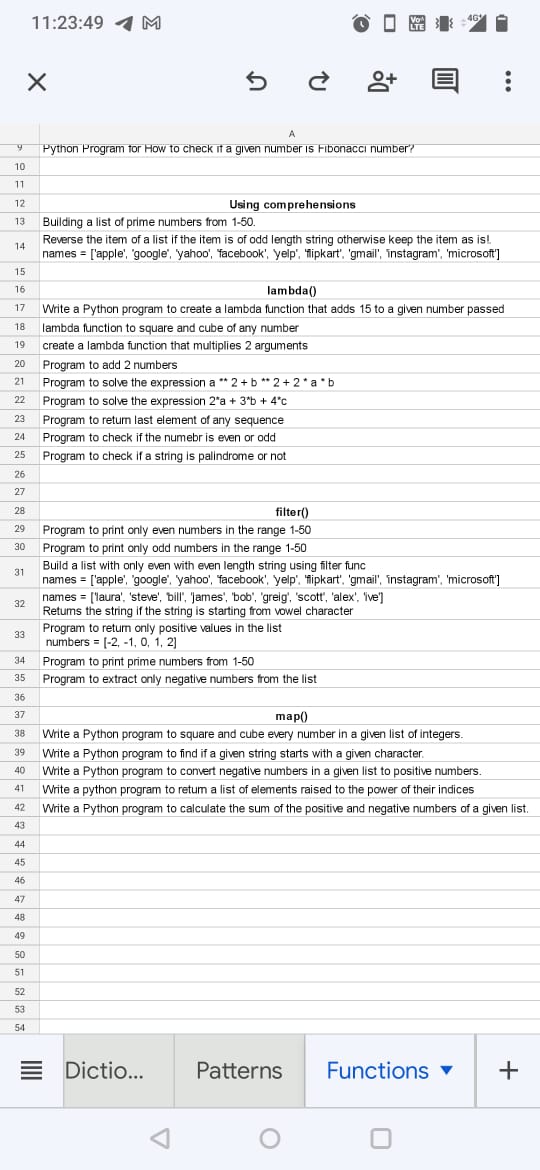 11:23:49
Vo))
LTE
4G
A
9 Python Program for How to check if a given number is Fibonacci number?
10
11
12 Using comprehensions
13 Building a list of prime numbers from 1-50.
14 Reverse the item of a list if the item is of odd length string otherwise keep the item as is!.
names = ['apple', 'google', 'yahoo', 'facebook', 'yelp', 'flipkart', 'gmail', 'instagram', 'microsoft']
15
16 lambda()
17 Write a Python program to create a lambda function that adds 15 to a given number passed
18 lambda function to square and cube of any number
19 create a lambda function that multiplies 2 arguments
20 Program to add 2 numbers
21 Program to solve the expression a ** 2 + b ** 2 + 2 * a * b
22 Program to solve the expression 2*a + 3*b + 4*c
23 Program to return last element of any sequence
24 Program to check if the numebr is even or odd
25 Program to check if a string is palindrome or not
26
27
28 filter()
29 Program to print only even numbers in the range 1-50
30 Program to print only odd numbers in the range 1-50
31 Build a list with only even with even length string using filter func
names = ['apple', 'google', 'yahoo', 'facebook', 'yelp', 'flipkart', 'gmail', 'instagram', 'microsoft']
32 names = ['laura', 'steve', 'bill', 'james', 'bob', 'greig', 'scott', 'alex', 'ive']
Returns the string if the string is starting from vowel character
33 Program to return only positive values in the list
numbers = [-2, -1, 0, 1, 2]
34 Program to print prime numbers from 1-50
35 Program to extract only negative numbers from the list
36
37 map()
38 Write a Python program to square and cube every number in a given list of integers.
39 Write a Python program to find if a given string starts with a given character.
40 Write a Python program to convert negative numbers in a given list to positive numbers.
41 Write a python program to return a list of elements raised to the power of their indices
42 Write a Python program to calculate the sum of the positive and negative numbers of a given list.
43
44
45
46
47
48
49
50
51
52
53
54
Dictio... Patterns Functions